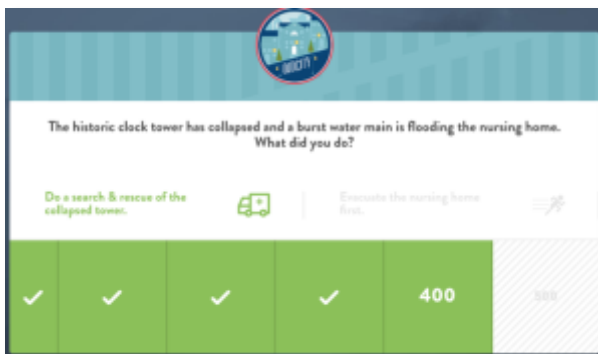 The historic clock tower has collapsed and a burst water main is flooding the nursing home.
What did you do?
Do a search & rescue of the
collapsed tower.
Evacuate the nursing home
first.
400
500